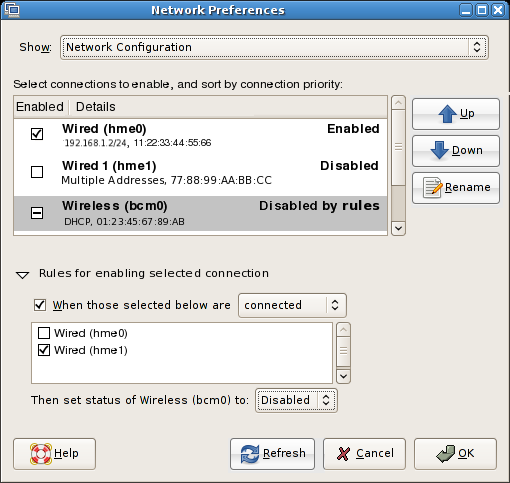 Network Preferences
Show: Network Configuration
Select connections to enable, and sort by connection priority:
Enabled Details
Wired (hme0) Enabled
192.168.1.2/24, 11:22:33:44:55:66
Wired 1 (hme1) Disabled
Multiple Addresses, 77:88:99:AA:BB:CC
Wireless (bcm0) Disabled by rules
DHCP, 01:23:45:67:89:AB
Up
Down
Rename
Rules for enabling selected connection
When those selected below are connected
Wired (hme0)
Wired (hme1)
Then set status of Wireless (bcm0) to: Disabled
Help Refresh Cancel OK